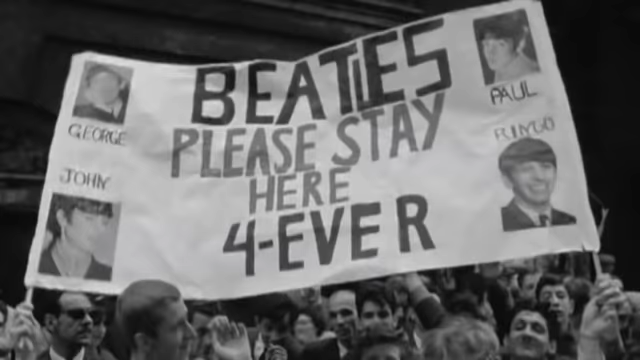 BEATLES
PLEASE STAY
HERE
4-EVER
GEORGE
JOHN
PAUL
RINGO